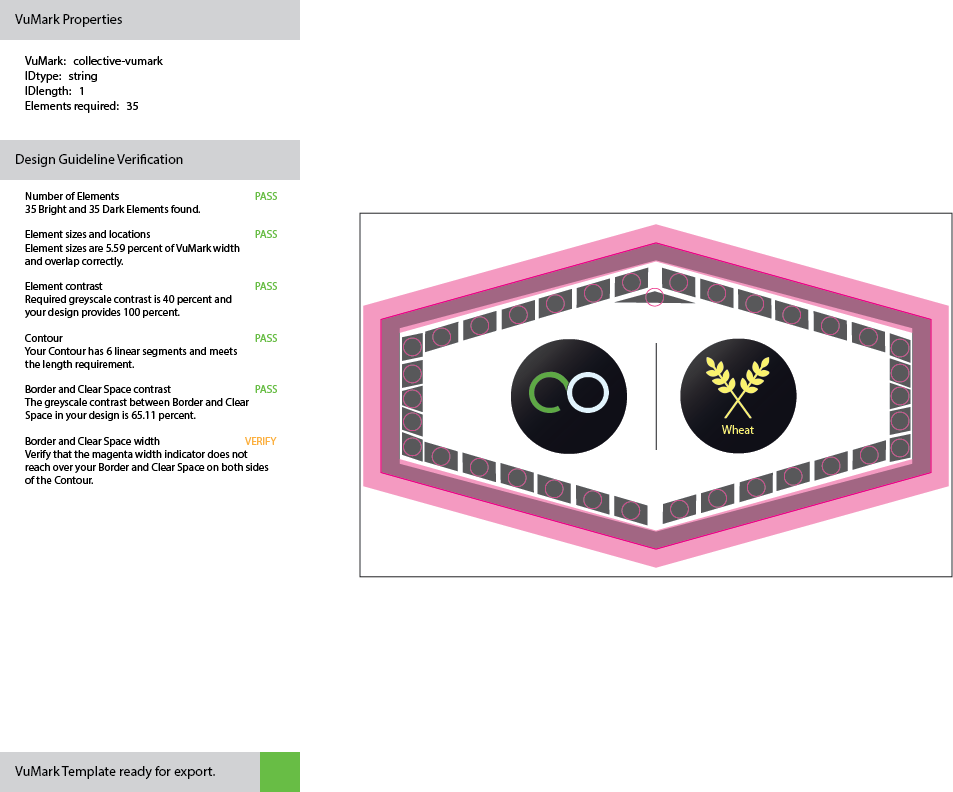 VuMark Properties
VuMark: collective-vumark
IDtype: string
IDlength: 1
Elements required: 35
Design Guideline Verification
Number of Elements PASS
35 Bright and 35 Dark Elements found.
Element sizes and locations PASS
Element sizes are 5.59 percent of VuMark width
and overlap correctly.
Element contrast PASS
Required greyscale contrast is 40 percent and
your design provides 100 percent.
Contour PASS
Your Contour has 6 linear segments and meets
the length requirement.
Border and Clear Space contrast PASS
The greyscale contrast between Border and Clear
Space in your design is 65.11 percent.
Border and Clear Space width VERIFY
Verify that the magenta width indicator does not
reach over your Border and Clear Space on both sides
of the Contour.
Wheat
VuMark Template ready for export.